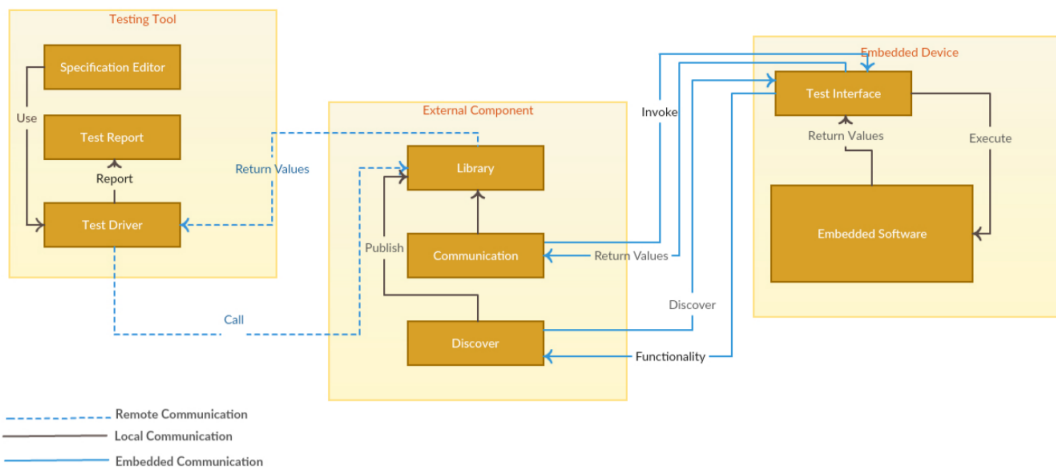 Testing Tool
Specification Editor
Use
Test Report
Report
Test Driver
Return Values
Call
External Component
Library
Publish
Communication
Discover
Invoke
Return Values
Discover
Functionality
Embedded Device
Test Interface
Return Values
Execute
Embedded Software
Remote Communication
Local Communication
Embedded Communication